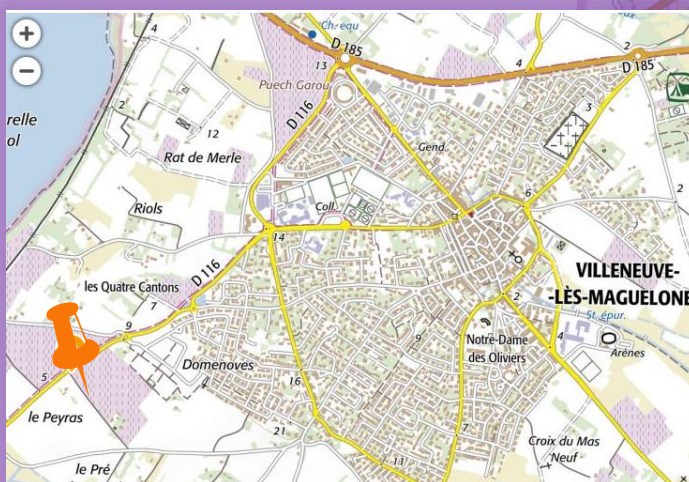 +
−
Ch.eau
D 185
D 185
4
13
2
Puech Garou
3
relle
ol
2
D 116
12
Gend.
Rat de Merle
6
Riols
Coll.
14
VILLENEUVE-
-LÈS-MAGUELONE
D 116
les Quatre Cantons
7
2
St. épur.
9
9
4
Notre-Dame
des Oliviers
Arènes
5
Domenoves
16
le Peyras
21
7
Croix du Mas
Neuf
le Pré
11